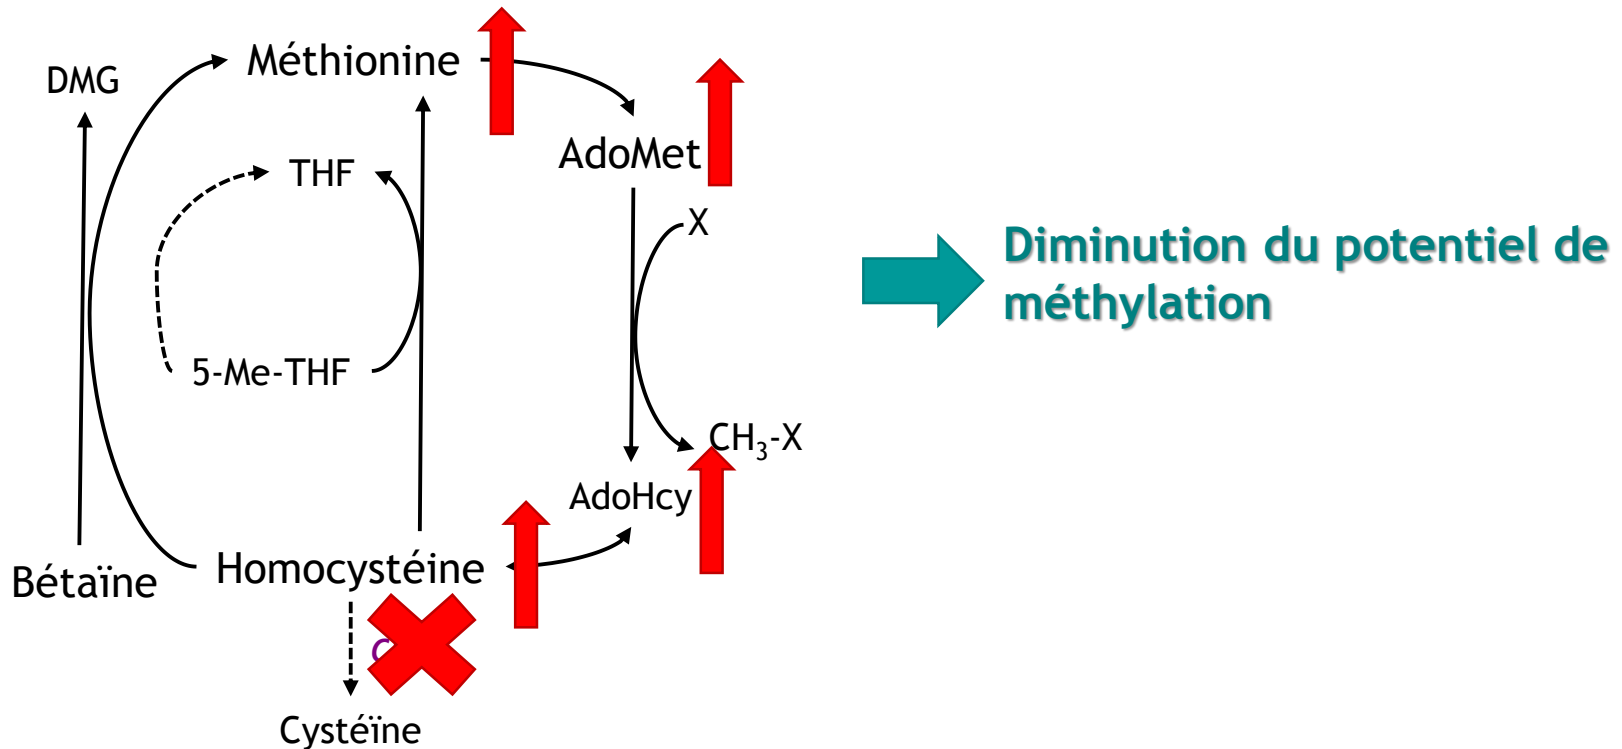 Méthionine
DMG
AdoMet
THF
X
Diminution du potentiel de
méthylation
5-Me-THF
CH₃-X
AdoHcy
Homocystéine
Bétaïne
Cystéïne